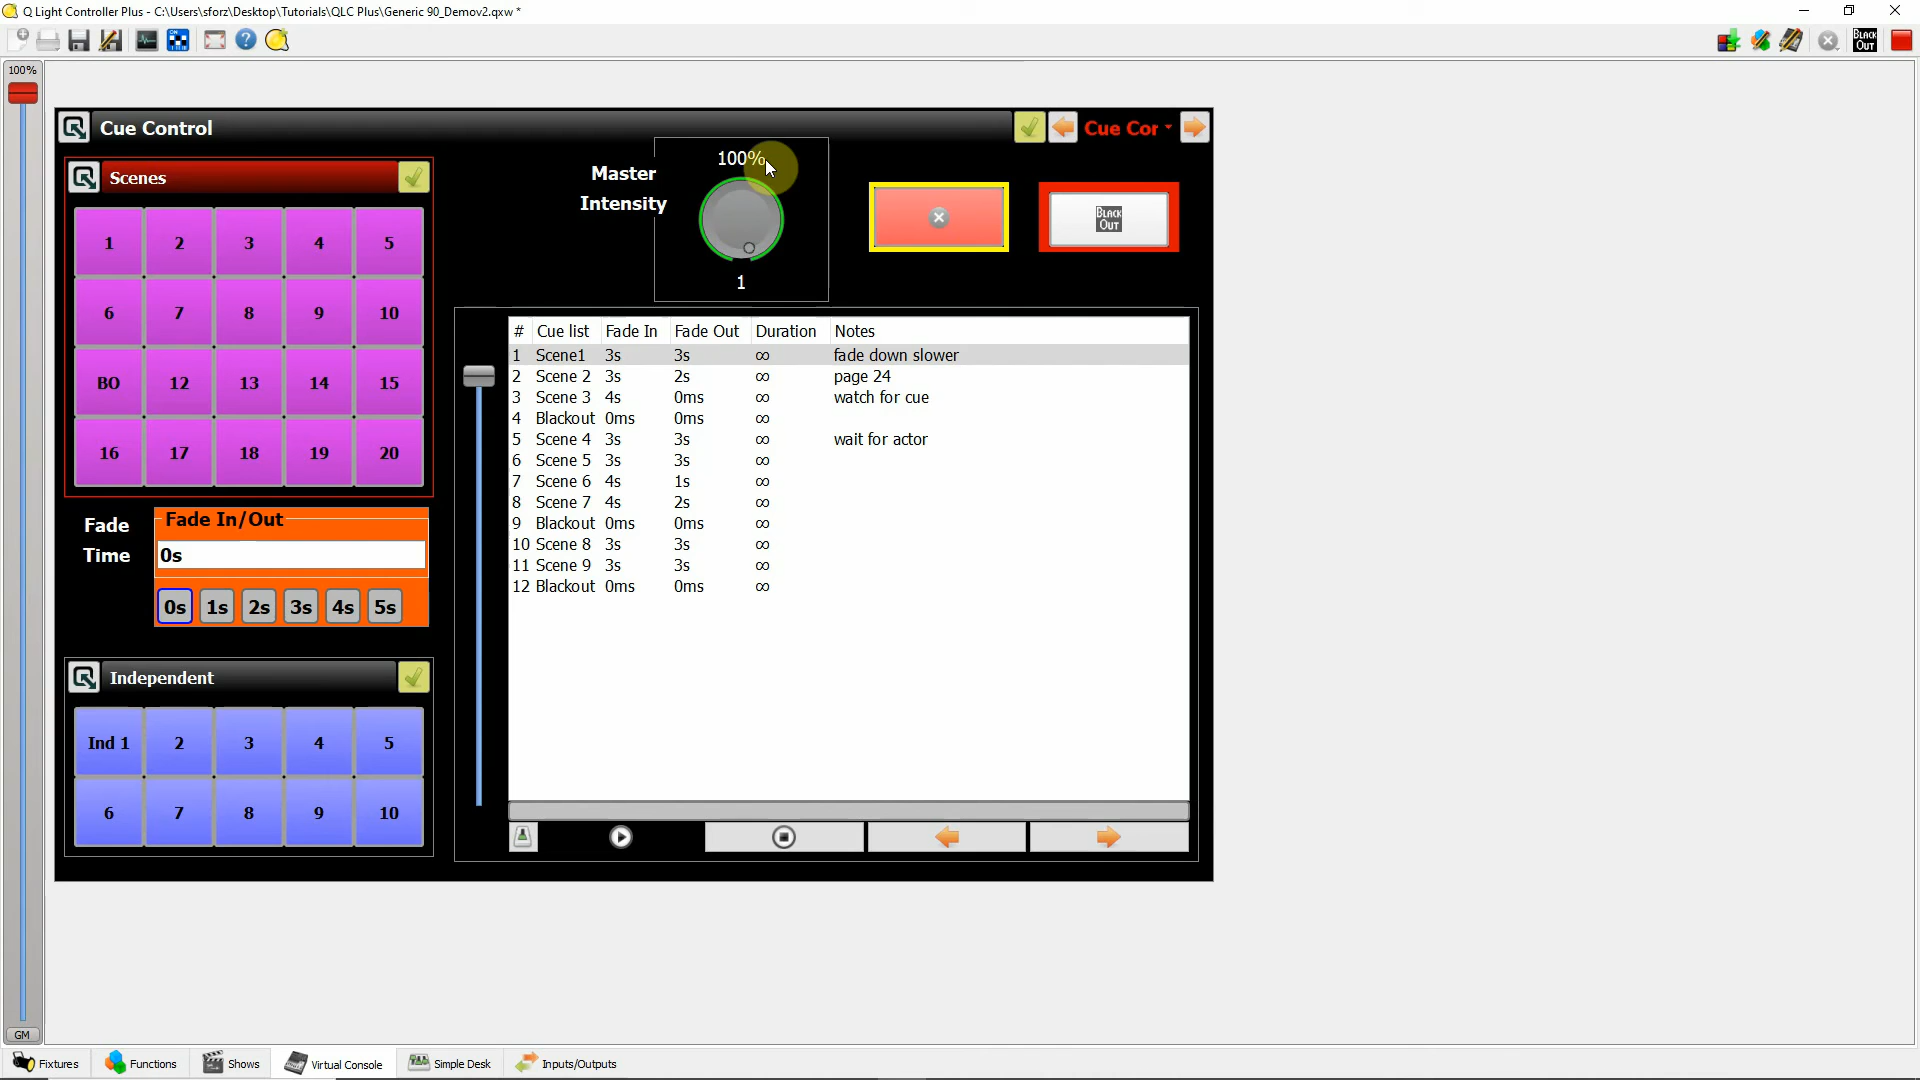 Q Light Controller Plus - C:\Users\sforz\Desktop\Tutorials\QLC Plus\Generic 90_Demov2.qxw *
ON
BLACK OUT
100%
Cue Control
Cue Cor
Scenes
1 2 3 4 5
6 7 8 9 10
BO 12 13 14 15
16 17 18 19 20
Master
Intensity
100%
1
BLACK
OUT
Fade
Time
Fade In/Out
0s
0s 1s 2s 3s 4s 5s
Independent
Ind 1 2 3 4 5
6 7 8 9 10
# Cue list Fade In Fade Out Duration Notes
1 Scene1 3s 3s ∞ fade down slower
2 Scene 2 3s 2s ∞ page 24
3 Scene 3 4s 0ms ∞ watch for cue
4 Blackout 0ms 0ms ∞
5 Scene 4 3s 3s ∞ wait for actor
6 Scene 5 3s 3s ∞
7 Scene 6 4s 1s ∞
8 Scene 7 4s 2s ∞
9 Blackout 0ms 0ms ∞
10 Scene 8 3s 3s ∞
11 Scene 9 3s 3s ∞
12 Blackout 0ms 0ms ∞
GM
Fixtures Functions Shows Virtual Console Simple Desk Inputs/Outputs